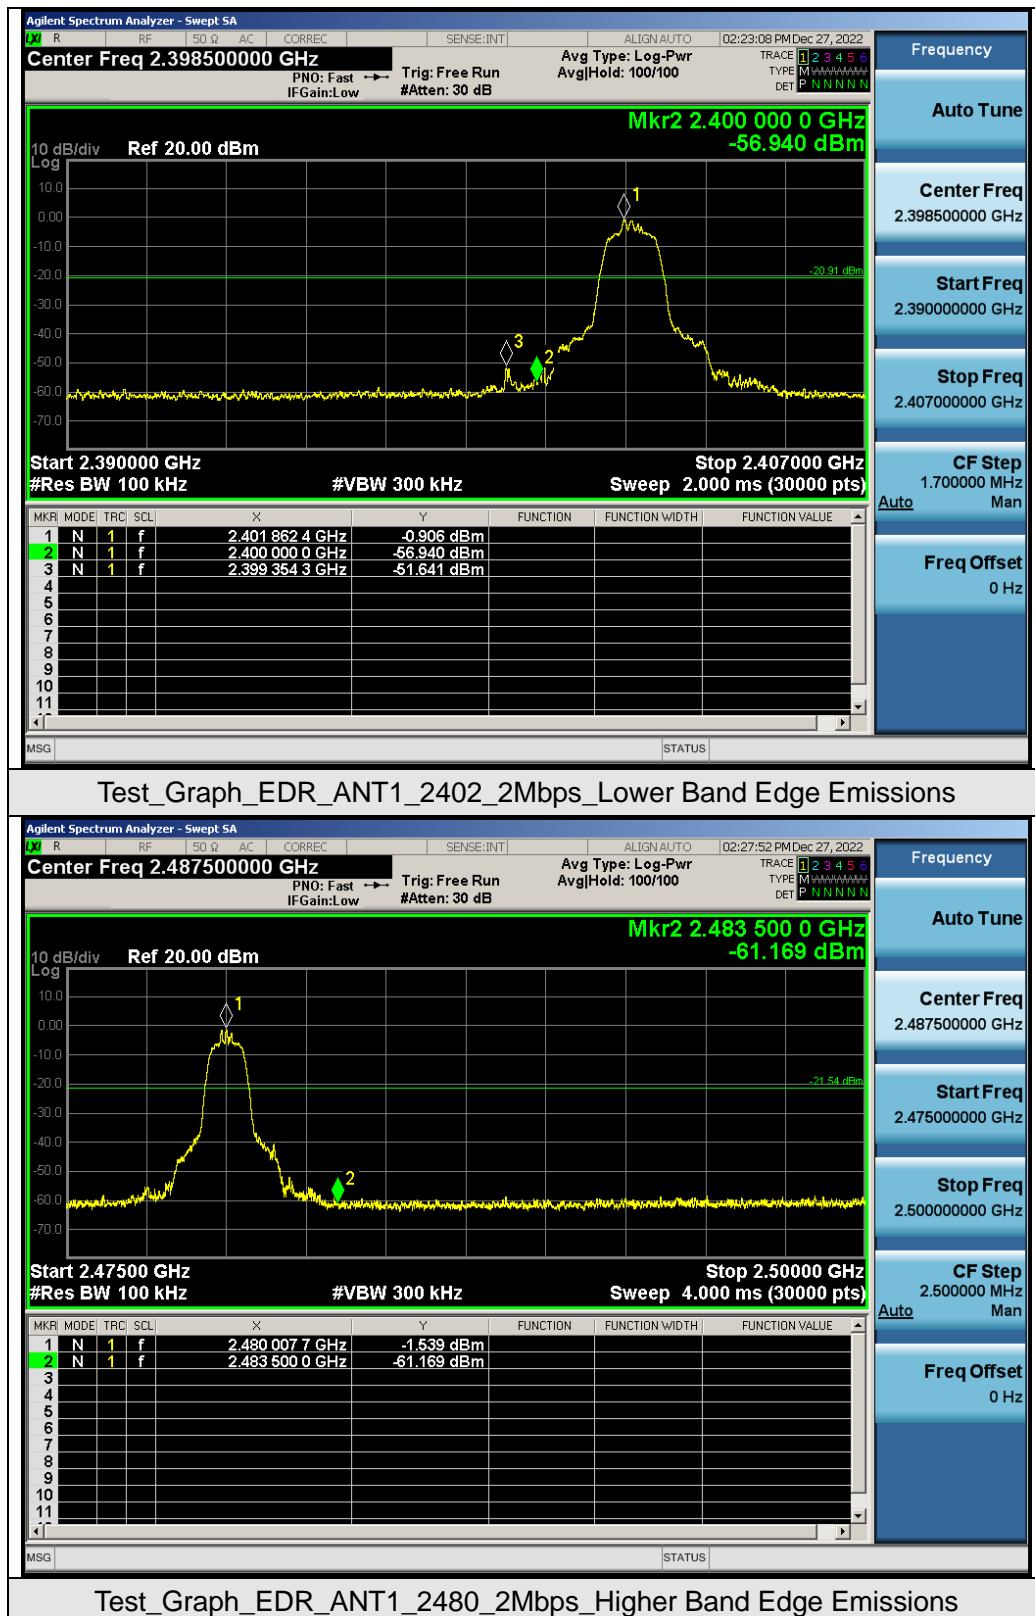 Agilent Spectrum Analyzer - Swept SA
LXI R RF 50 Ω AC CORREC SENSE:INT ALIGN AUTO 02:23:08 PM Dec 27, 2022
Center Freq 2.398500000 GHz
Avg Type: Log-Pwr
TRACE 1 2 3 4 5 6
PNO: Fast Trig: Free Run Avg|Hold: 100/100 TYPE M WWWWW
IFGain:Low #Atten: 30 dB DET P N N N N N
Mkr2 2.400 000 0 GHz
-56.940 dBm
10 dB/div Ref 20.00 dBm
Log
10.0
0.00
-10.0
-20.0
-30.0
-40.0
-50.0
-60.0
-70.0
1
-20.91 dBm
3
2
Start 2.390000 GHz Stop 2.407000 GHz
#Res BW 100 kHz #VBW 300 kHz Sweep 2.000 ms (30000 pts)
MKR MODE TRC SCL X Y FUNCTION FUNCTION WIDTH FUNCTION VALUE
1 N 1 f 2.401 862 4 GHz -0.906 dBm
2 N 1 f 2.400 000 0 GHz -56.940 dBm
3 N 1 f 2.399 354 3 GHz -51.641 dBm
4
5
6
7
8
9
10
11
MSG STATUS
Frequency
Auto Tune
Center Freq
2.398500000 GHz
Start Freq
2.390000000 GHz
Stop Freq
2.407000000 GHz
CF Step
1.700000 MHz
Auto Man
Freq Offset
0 Hz
Test_Graph_EDR_ANT1_2402_2Mbps_Lower Band Edge Emissions
Agilent Spectrum Analyzer - Swept SA
LXI R RF 50 Ω AC CORREC SENSE:INT ALIGN AUTO 02:27:52 PM Dec 27, 2022
Center Freq 2.487500000 GHz
Avg Type: Log-Pwr
TRACE 1 2 3 4 5 6
PNO: Fast Trig: Free Run Avg|Hold: 100/100 TYPE M WWWWW
IFGain:Low #Atten: 30 dB DET P N N N N N
Mkr2 2.483 500 0 GHz
-61.169 dBm
10 dB/div Ref 20.00 dBm
Log
10.0
0.00
-10.0
-20.0
-30.0
-40.0
-50.0
-60.0
-70.0
1
-21.54 dBm
2
Start 2.47500 GHz Stop 2.50000 GHz
#Res BW 100 kHz #VBW 300 kHz Sweep 4.000 ms (30000 pts)
MKR MODE TRC SCL X Y FUNCTION FUNCTION WIDTH FUNCTION VALUE
1 N 1 f 2.480 007 7 GHz -1.539 dBm
2 N 1 f 2.483 500 0 GHz -61.169 dBm
3
4
5
6
7
8
9
10
11
MSG STATUS
Frequency
Auto Tune
Center Freq
2.487500000 GHz
Start Freq
2.475000000 GHz
Stop Freq
2.500000000 GHz
CF Step
2.500000 MHz
Auto Man
Freq Offset
0 Hz
Test_Graph_EDR_ANT1_2480_2Mbps_Higher Band Edge Emissions